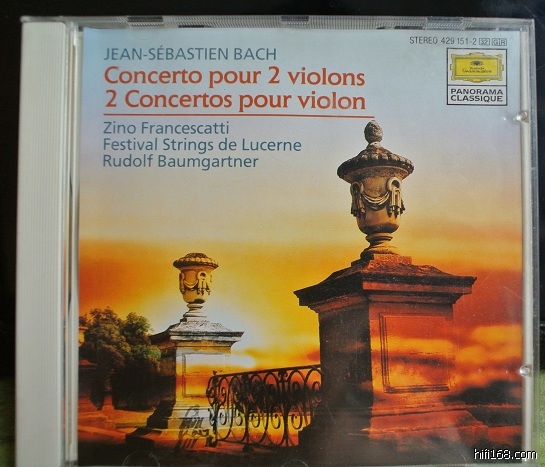 JEAN-SÉBASTIEN BACH
Concerto pour 2 violons
2 Concertos pour violon
Zino Francescatti
Festival Strings de Lucerne
Rudolf Baumgartner
STEREO 429 151-2 GH
PANORAMA
CLASSIQUE
hifi168.com